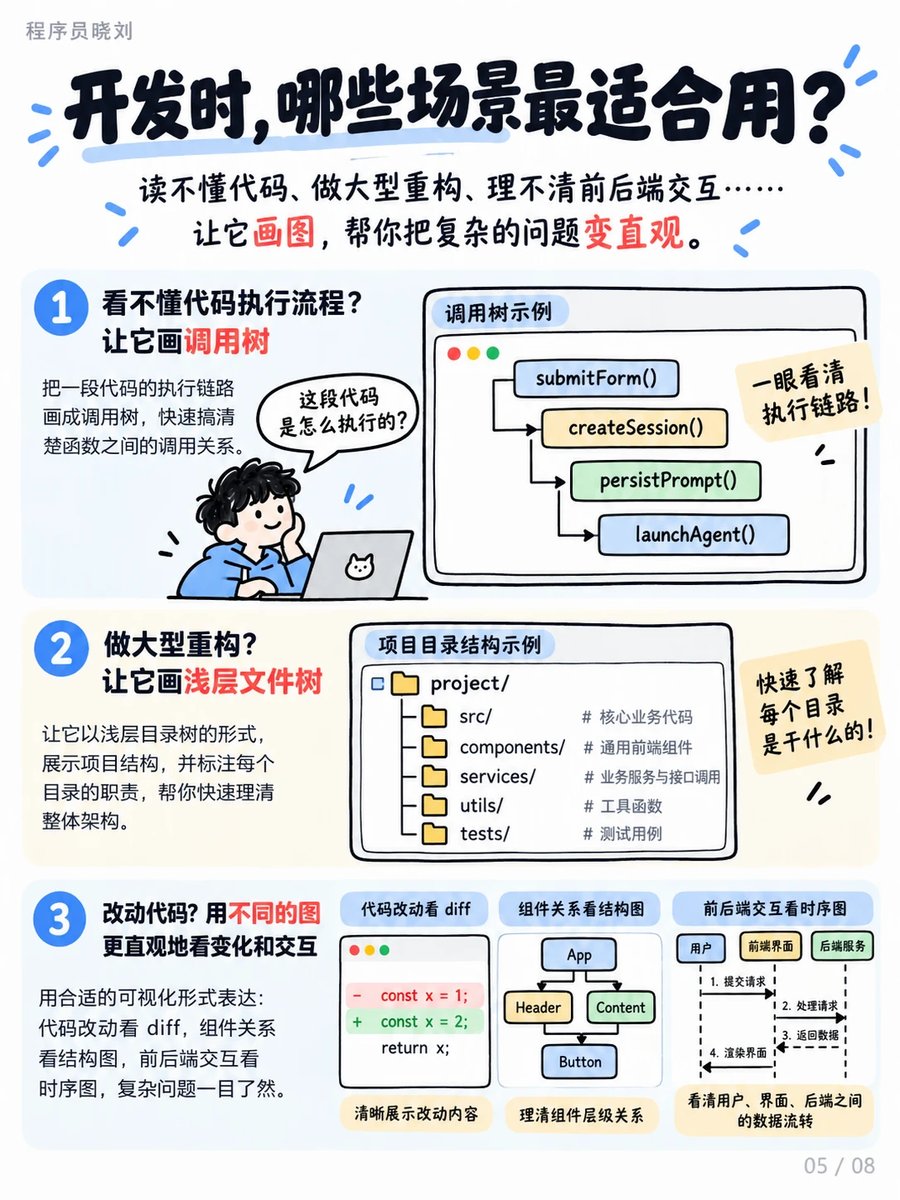 程序员晓刘
开发时,哪些场景最适合用?
读不懂代码、做大型重构、理不清前后端交互……
让它画图，帮你把复杂的问题变直观。
1
看不懂代码执行流程?
让它画调用树
把一段代码的执行链路
画成调用树，快速搞清
楚函数之间的调用关系。
这段代码
是怎么执行的?
调用树示例
submitForm()
createSession()
persistPrompt()
launchAgent()
一眼看清
执行链路!
2
做大型重构?
让它画浅层文件树
让它以浅层目录树的形式，
展示项目结构，并标注每个
目录的职责，帮你快速理清
整体架构。
项目目录结构示例
project/
src/ # 核心业务代码
components/ # 通用前端组件
services/ # 业务服务与接口调用
utils/ # 工具函数
tests/ # 测试用例
快速了解
每个目录
是干什么的!
3
改动代码? 用不同的图
更直观地看变化和交互
用合适的可视化形式表达：
代码改动看 diff，组件关系
看结构图，前后端交互看
时序图，复杂问题一目了然。
代码改动看 diff
- const x = 1;
+ const x = 2;
return x;
清晰展示改动内容
组件关系看结构图
App
Header
Content
Button
理清组件层级关系
前后端交互看时序图
用户
前端界面
后端服务
1. 提交请求
2. 处理请求
3. 返回数据
4. 渲染界面
看清用户、界面、后端之间
的数据流转
05 / 08